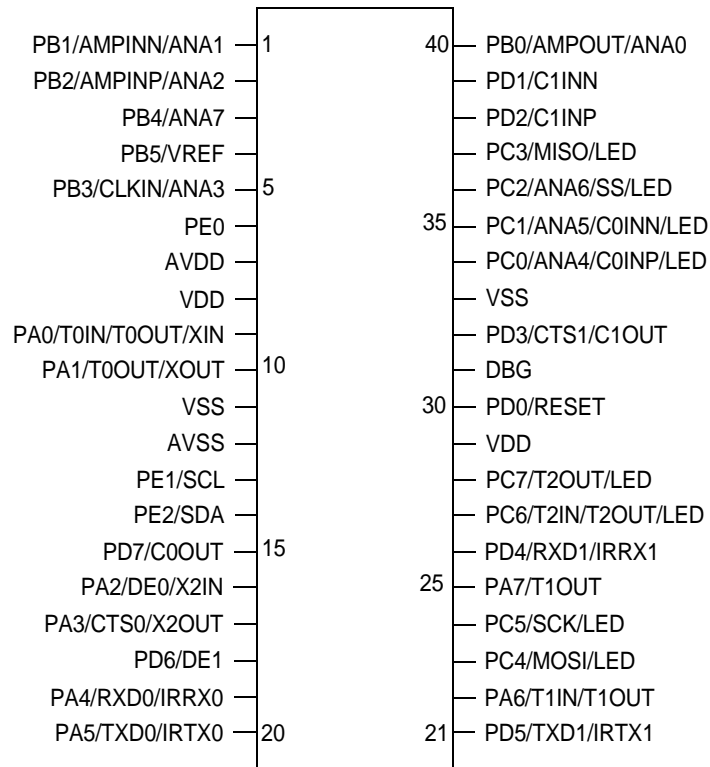 PB1/AMPINN/ANA1 1 40 PB0/AMPOUT/ANA0
PB2/AMPINP/ANA2 PD1/C1INN
PB4/ANA7 PD2/C1INP
PB5/VREF PC3/MISO/LED
PB3/CLKIN/ANA3 5 PC2/ANA6/SS/LED
PE0 35 PC1/ANA5/C0INN/LED
AVDD PC0/ANA4/C0INP/LED
VDD VSS
PA0/T0IN/T0OUT/XIN PD3/CTS1/C1OUT
PA1/T0OUT/XOUT 10 DBG
VSS 30 PD0/RESET
AVSS VDD
PE1/SCL PC7/T2OUT/LED
PE2/SDA PC6/T2IN/T2OUT/LED
PD7/C0OUT 15 PD4/RXD1/IRRX1
PA2/DE0/X2IN 25 PA7/T1OUT
PA3/CTS0/X2OUT PC5/SCK/LED
PD6/DE1 PC4/MOSI/LED
PA4/RXD0/IRRX0 PA6/T1IN/T1OUT
PA5/TXD0/IRTX0 20 21 PD5/TXD1/IRTX1